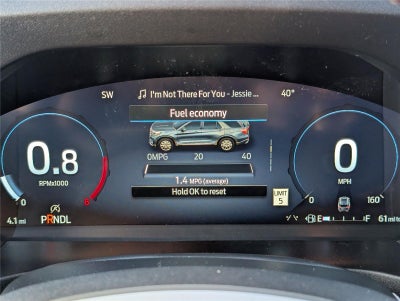 SW ♫ I'm Not There For You - Jessie ... 40°
Fuel economy
0MPG 20 40
0.8
RPMx1000
8
0
MPH
0 160
1.4 MPG (average)
Hold OK to reset
LIMIT
5
0
4.1 mi PRNDL
E F 61 mi to